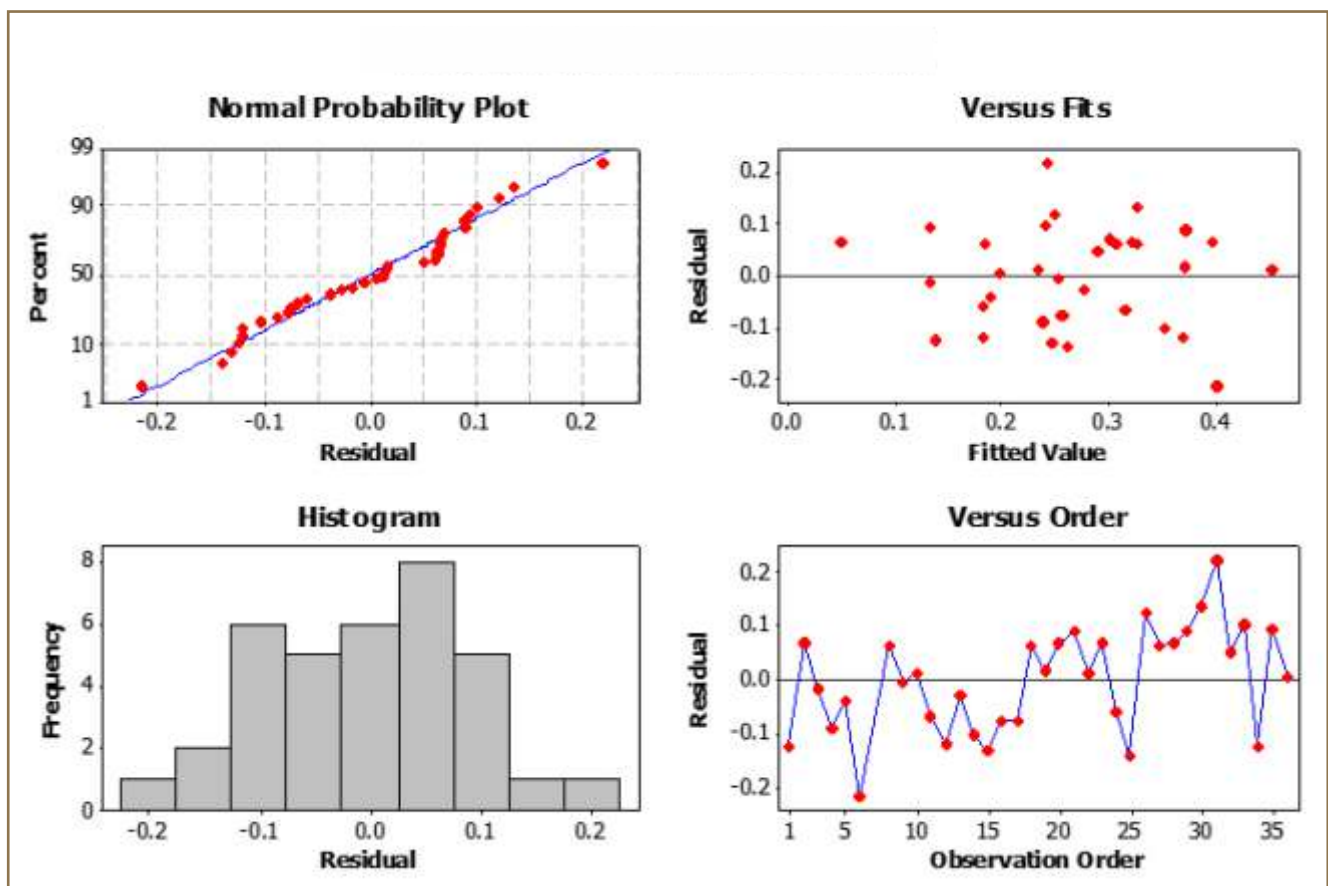 Normal Probability Plot
99
90
50
10
1
Percent
-0.2 -0.1 0.0 0.1 0.2
Residual
Versus Fits
0.2
0.1
0.0
-0.1
-0.2
Residual
0.0 0.1 0.2 0.3 0.4
Fitted Value
Histogram
8
6
4
2
0
Frequency
-0.2 -0.1 0.0 0.1 0.2
Residual
Versus Order
0.2
0.1
0.0
-0.1
-0.2
Residual
1 5 10 15 20 25 30 35
Observation Order